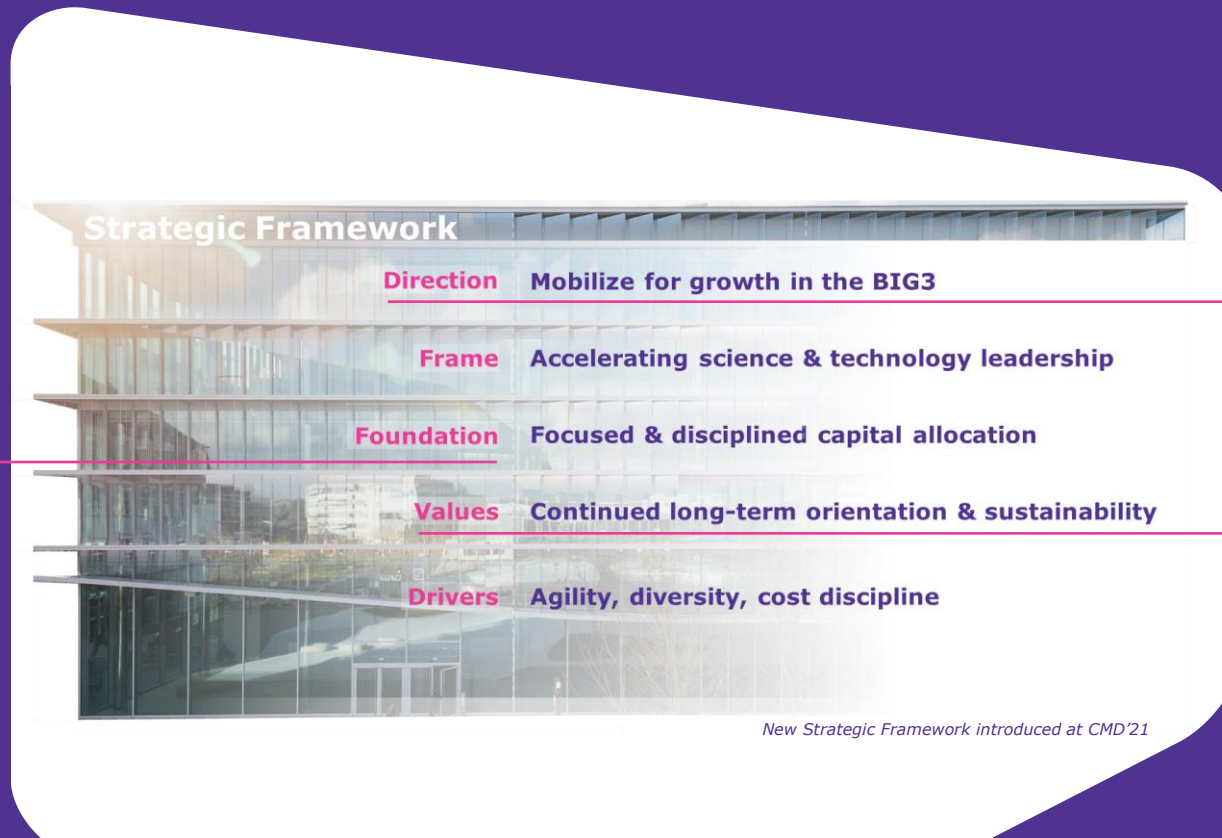 Strategic Framework
Direction Mobilize for growth in the BIG3
Frame Accelerating science & technology leadership
Foundation Focused & disciplined capital allocation
Values Continued long-term orientation & sustainability
Drivers Agility, diversity, cost discipline
New Strategic Framework introduced at CMD’21